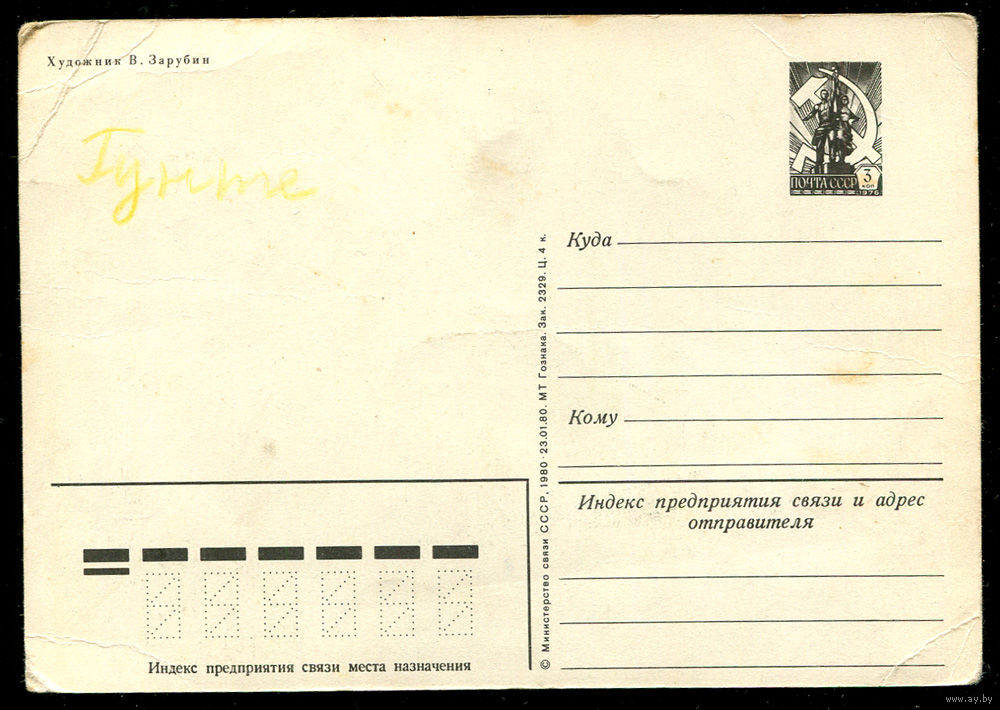 Художник В. Зарубин
Гунте
ПОЧТА СССР
3
коп
1976
Куда
Кому
Индекс предприятия связи и адрес
отправителя
© Министерство связи СССР, 1980 · 23.01.80. МТ Гознака. Зак. 2329. Ц. 4 к.
Индекс предприятия связи места назначения
www.ay.by